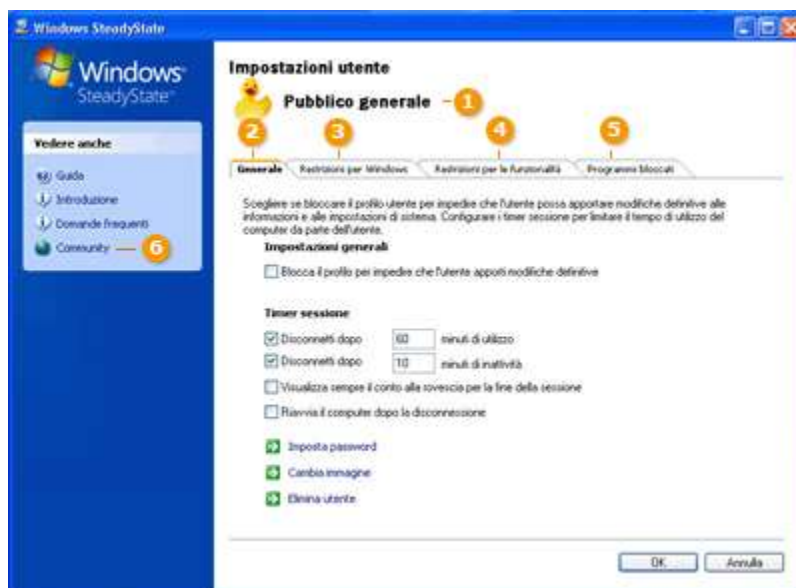 Windows SteadyState
Windows
SteadyState
Vedere anche
Guida
Introduzione
Domande frequenti
Community
6
Impostazioni utente
Pubblico generale
1
2
3
4
5
Generale
Restrizioni per Windows
Restrizioni per le funzionalità
Programmi bloccati
Scegliere se bloccare il profilo utente per impedire che l'utente possa apportare modifiche definitive alle
informazioni e alle impostazioni di sistema. Configurare i timer sessione per limitare il tempo di utilizzo del
computer da parte dell'utente.
Impostazioni generali
Blocca il profilo per impedire che l'utente apporti modifiche definitive
Timer sessione
Disconnetti dopo 60 minuti di utilizzo
Disconnetti dopo 10 minuti di inattività
Visualizza sempre il conto alla rovescia per la fine della sessione
Riavvia il computer dopo la disconnessione
Imposta password
Cambia immagine
Elimina utente
OK
Annulla